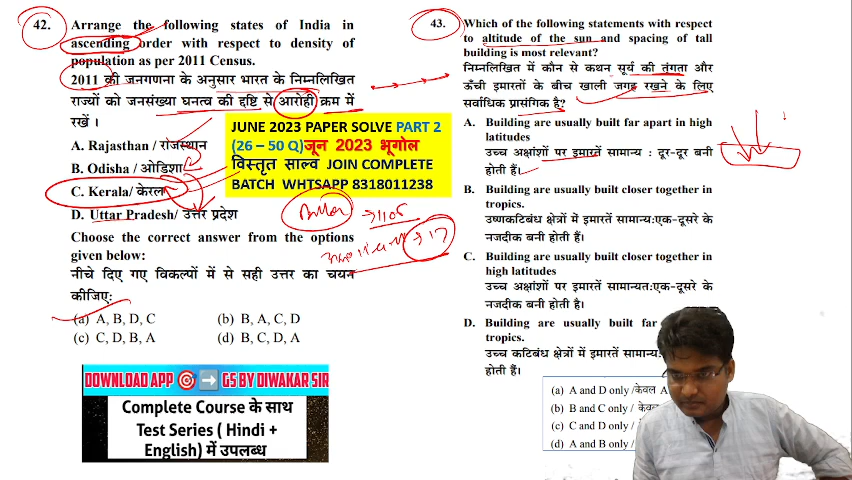 42. Arrange the following states of India in
ascending order with respect to density of
population as per 2011 Census.
2011 की जनगणना के अनुसार भारत के निम्नलिखित
राज्यों को जनसंख्या घनत्व की दृष्टि से आरोही क्रम में
रखें ।
A. Rajasthan / राजस्थान
B. Odisha / ओडिशा
C. Kerala/ केरल
D. Uttar Pradesh/ उत्तर प्रदेश
Choose the correct answer from the options
given below:
नीचे दिए गए विकल्पों में से सही उत्तर का चयन
कीजिए:
(a) A, B, D, C (b) B, A, C, D
(c) C, D, B, A (d) B, C, D, A
JUNE 2023 PAPER SOLVE PART 2
(26 – 50 Q)जून 2023 भूगोल
विस्तृत साल्व JOIN COMPLETE
BATCH WHTSAPP 8318011238
1106
17
DOWNLOAD APP 🎯 ➡️ GS BY DIWAKAR SIR
Complete Course के साथ
Test Series ( Hindi +
English) में उपलब्ध
43. Which of the following statements with respect
to altitude of the sun and spacing of tall
building is most relevant?
निम्नलिखित में कौन से कथन सूर्य की तुंगता और
ऊँची इमारतों के बीच खाली जगह रखने के लिए
सर्वाधिक प्रासंगिक है?
A. Building are usually built far apart in high
latitudes
उच्च अक्षांशों पर इमारतें सामान्य : दूर-दूर बनी
होती हैं।
B. Building are usually built closer together in
tropics.
उष्णकटिबंध क्षेत्रों में इमारतें सामान्यतःएक-दूसरे के
नजदीक बनी होती हैं।
C. Building are usually built closer together in
high latitudes
उच्च अक्षांशों पर इमारतें सामान्यतःएक-दूसरे के
नजदीक बनी होती है।
D. Building are usually built far
tropics.
उच्च कटिबंध क्षेत्रों में इमारतें
होती हैं।
(a) A and D only /केवल A
(b) B and C only /
(c) C and D only /
(d) A and B only /